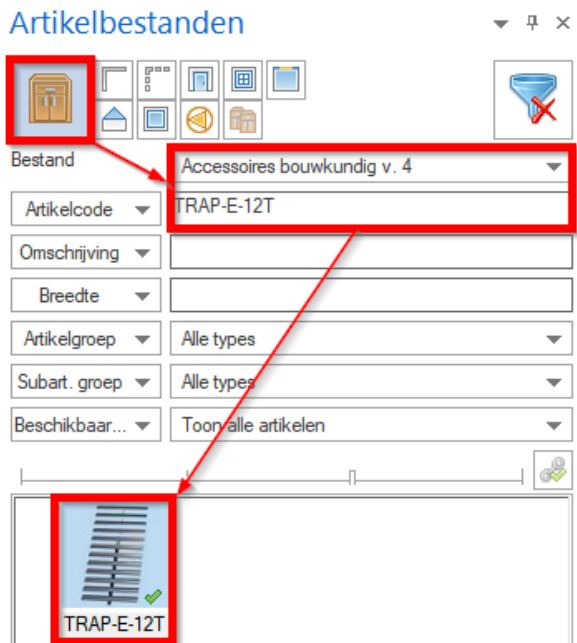 Artikelbestanden
Bestand
Accessoires bouwkundig v. 4
Artikelcode
TRAP-E-12T
Omschrijving
Breedte
Artikelgroep
Alle types
Subart. groep
Alle types
Beschikbaar...
Toon alle artikelen
TRAP-E-12T